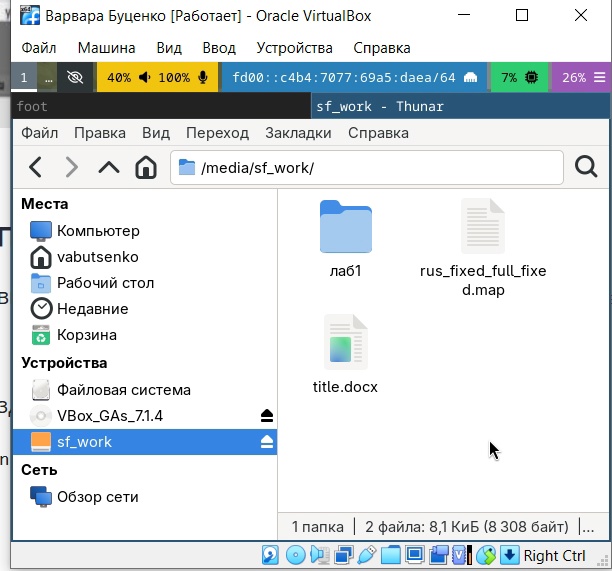 Варвара Буценко [Работает] - Oracle VirtualBox
Файл Машина Вид Ввод Устройства Справка
1 … 40% 100% fd00::c4b4:7077:69a5:daea/64 7% 26%
foot sf_work - Thunar
Файл Правка Вид Переход Закладки Справка
/media/sf_work/
Места
Компьютер
vabutsenko
Рабочий стол
Недавние
Корзина
Устройства
Файловая система
VBox_GAs_7.1.4
sf_work
Сеть
Обзор сети
лаб1
rus_fixed_full_fixe
d.map
title.docx
1 папка | 2 файла: 8,1 КиБ (8 308 байт) |...
Right Ctrl